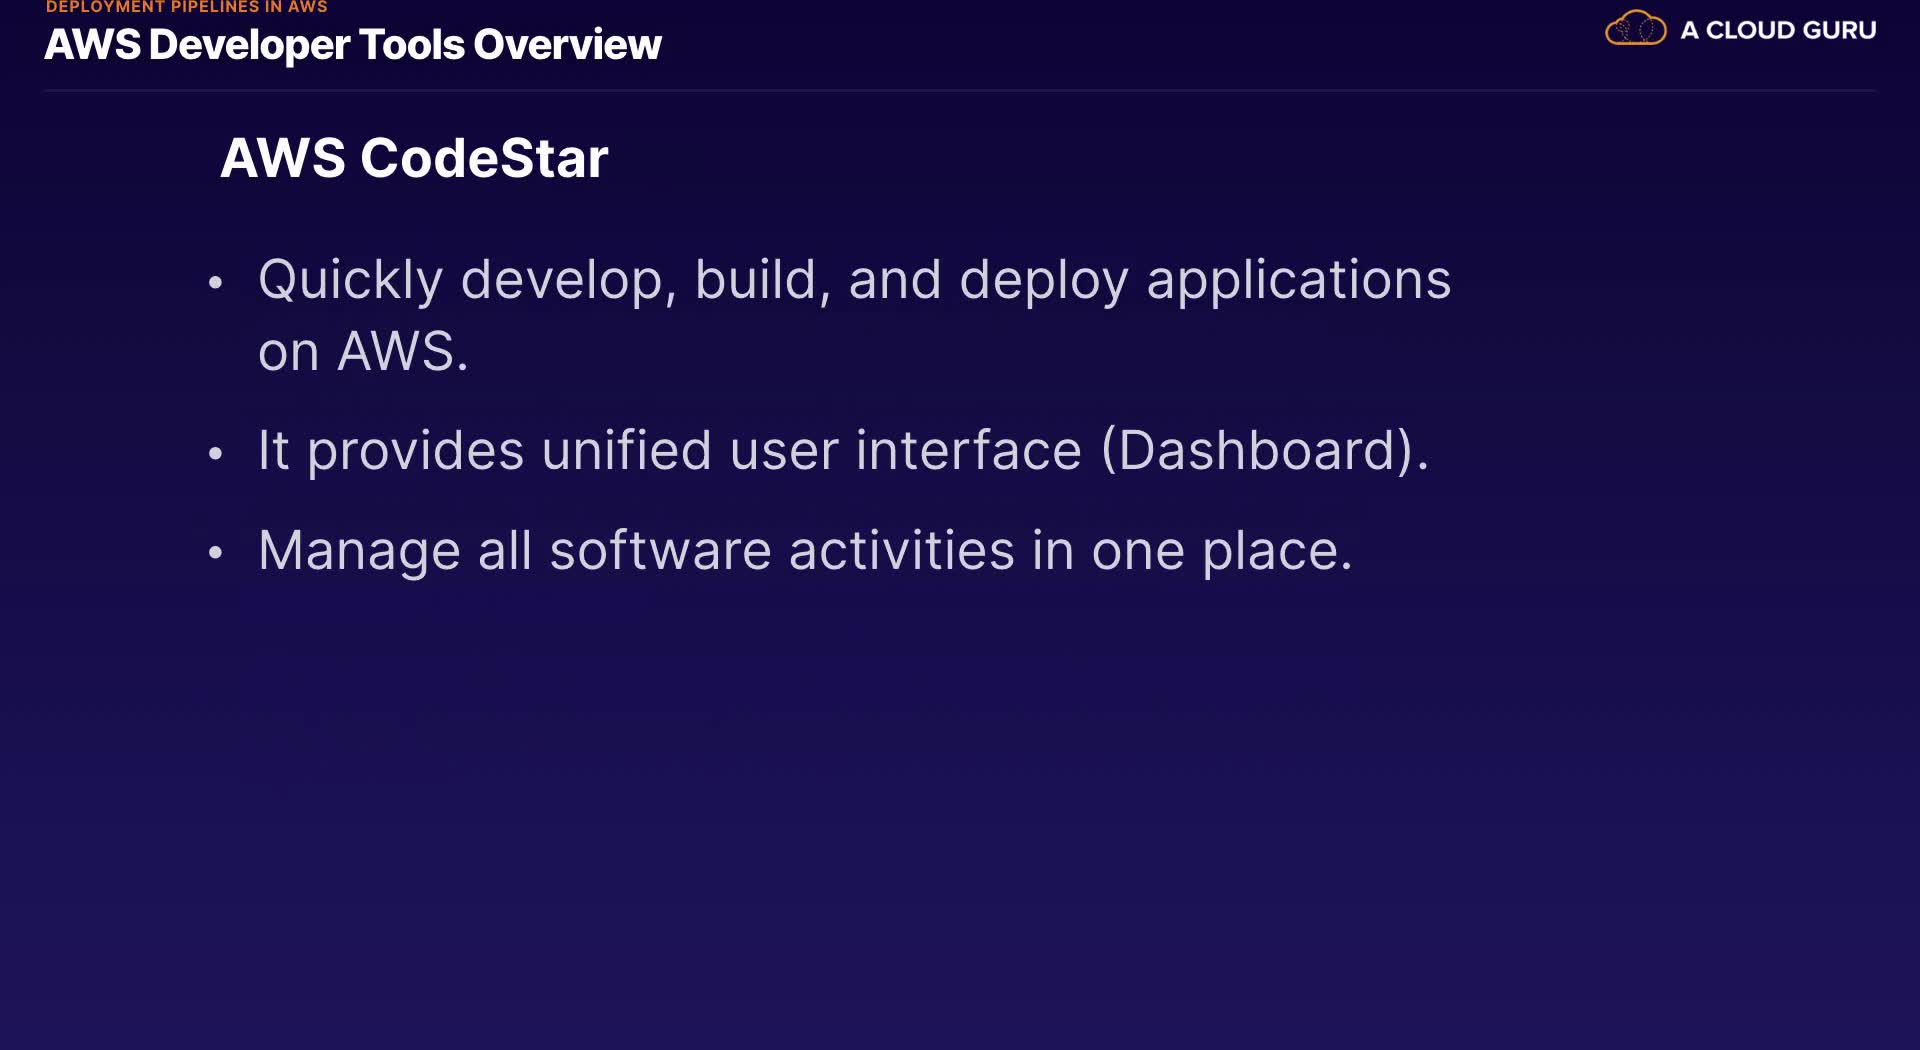 DEPLOYMENT PIPELINES IN AWS
AWS Developer Tools Overview
A CLOUD GURU
AWS CodeStar
• Quickly develop, build, and deploy applications
on AWS.
• It provides unified user interface (Dashboard).
• Manage all software activities in one place.